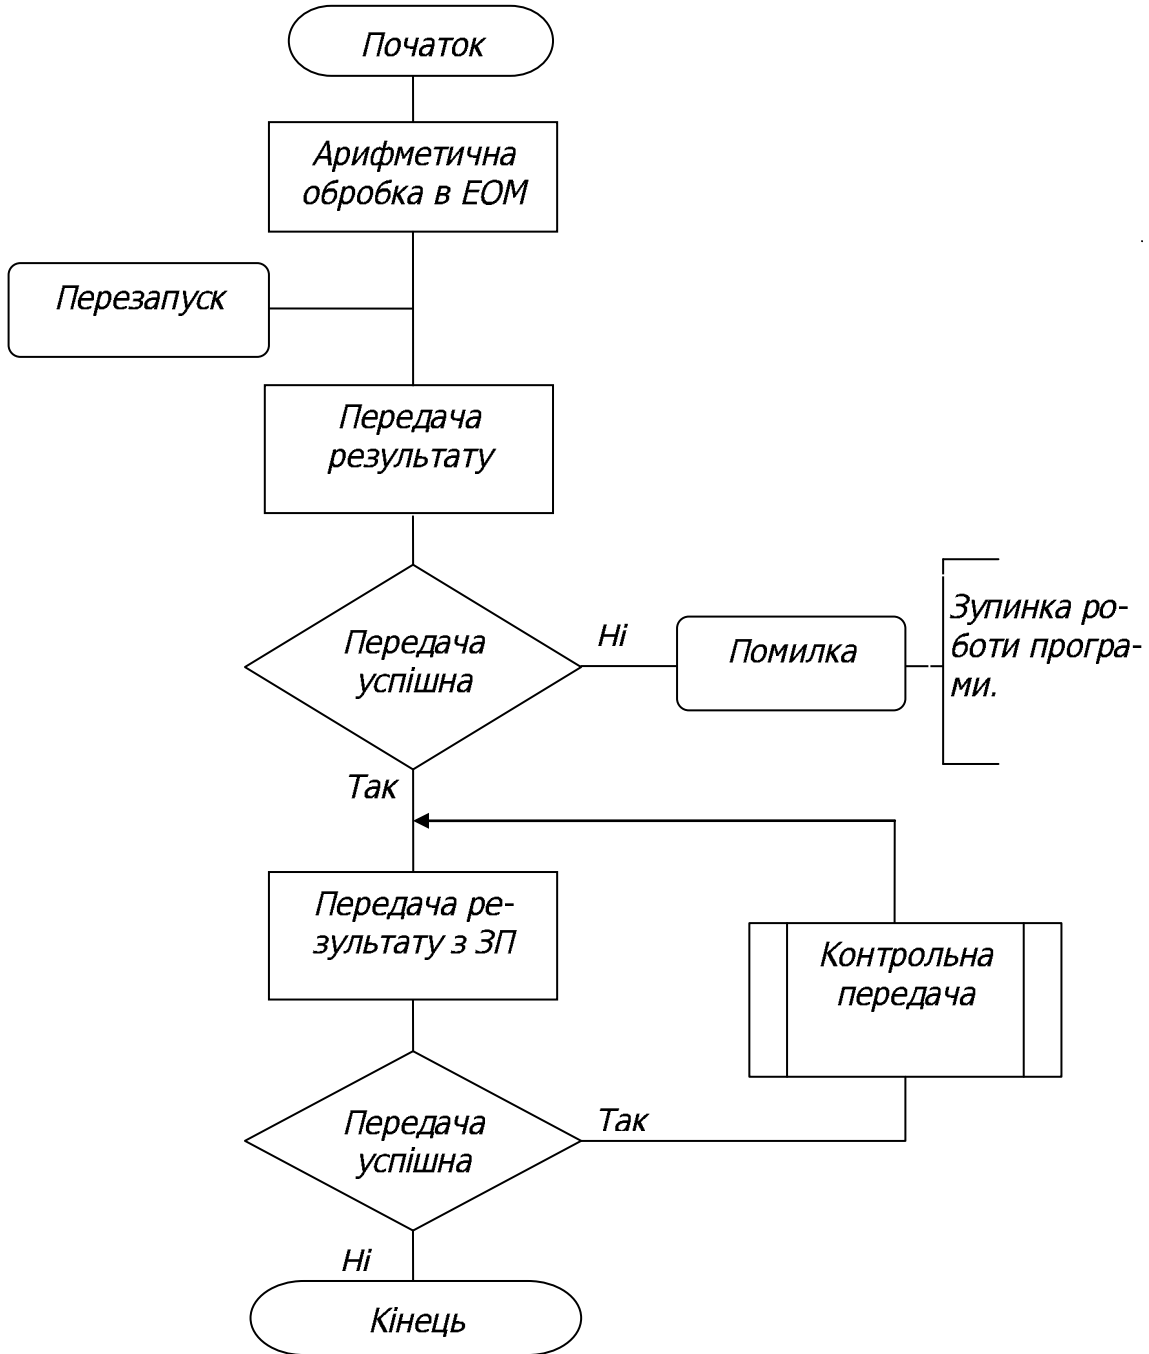 Початок
Арифметична
обробка в ЕОМ
Перезапуск
Передача
результату
Передача
успішна
Ні
Помилка
Зупинка ро-
боти програ-
ми.
Так
Передача ре-
зультату з ЗП
Контрольна
передача
Передача
успішна
Так
Ні
Кінець